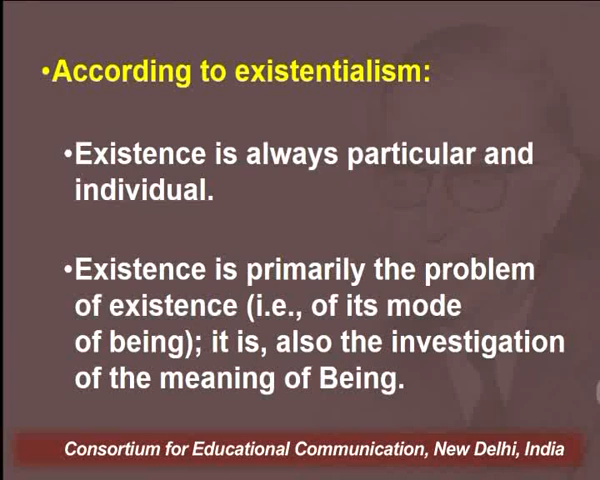 •According to existentialism:
•Existence is always particular and
individual.
•Existence is primarily the problem
of existence (i.e., of its mode
of being); it is, also the investigation
of the meaning of Being.
Consortium for Educational Communication, New Delhi, India